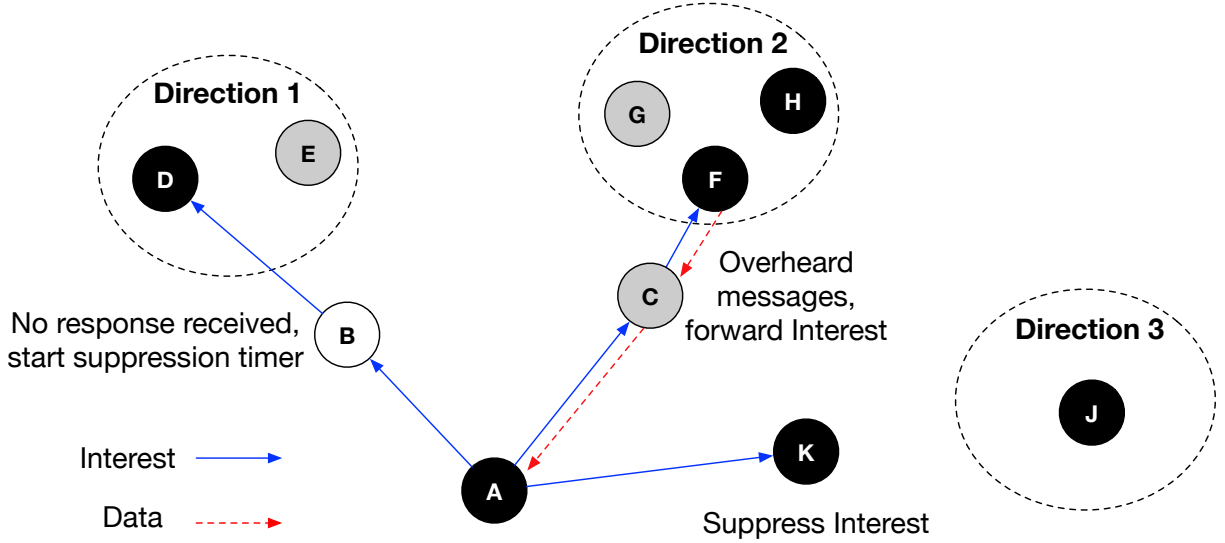 Direction 1
D
E
Direction 2
G
H
F
No response received,
start suppression timer
B
C
Overheard
messages,
forward Interest
Direction 3
J
Interest
Data
A
K
Suppress Interest